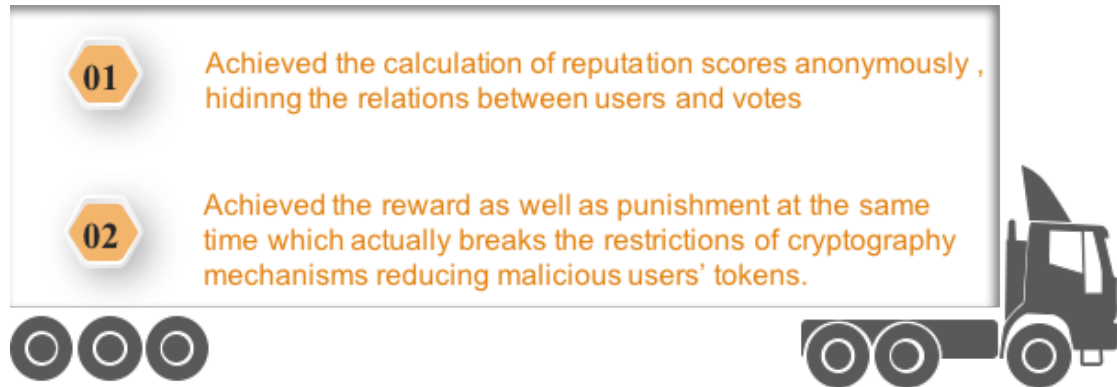 01
Achieved the calculation of reputation scores anonymously ,
hidinng the relations between users and votes
02
Achieved the reward as well as punishment at the same
time which actually breaks the restrictions of cryptography
mechanisms reducing malicious users’ tokens.